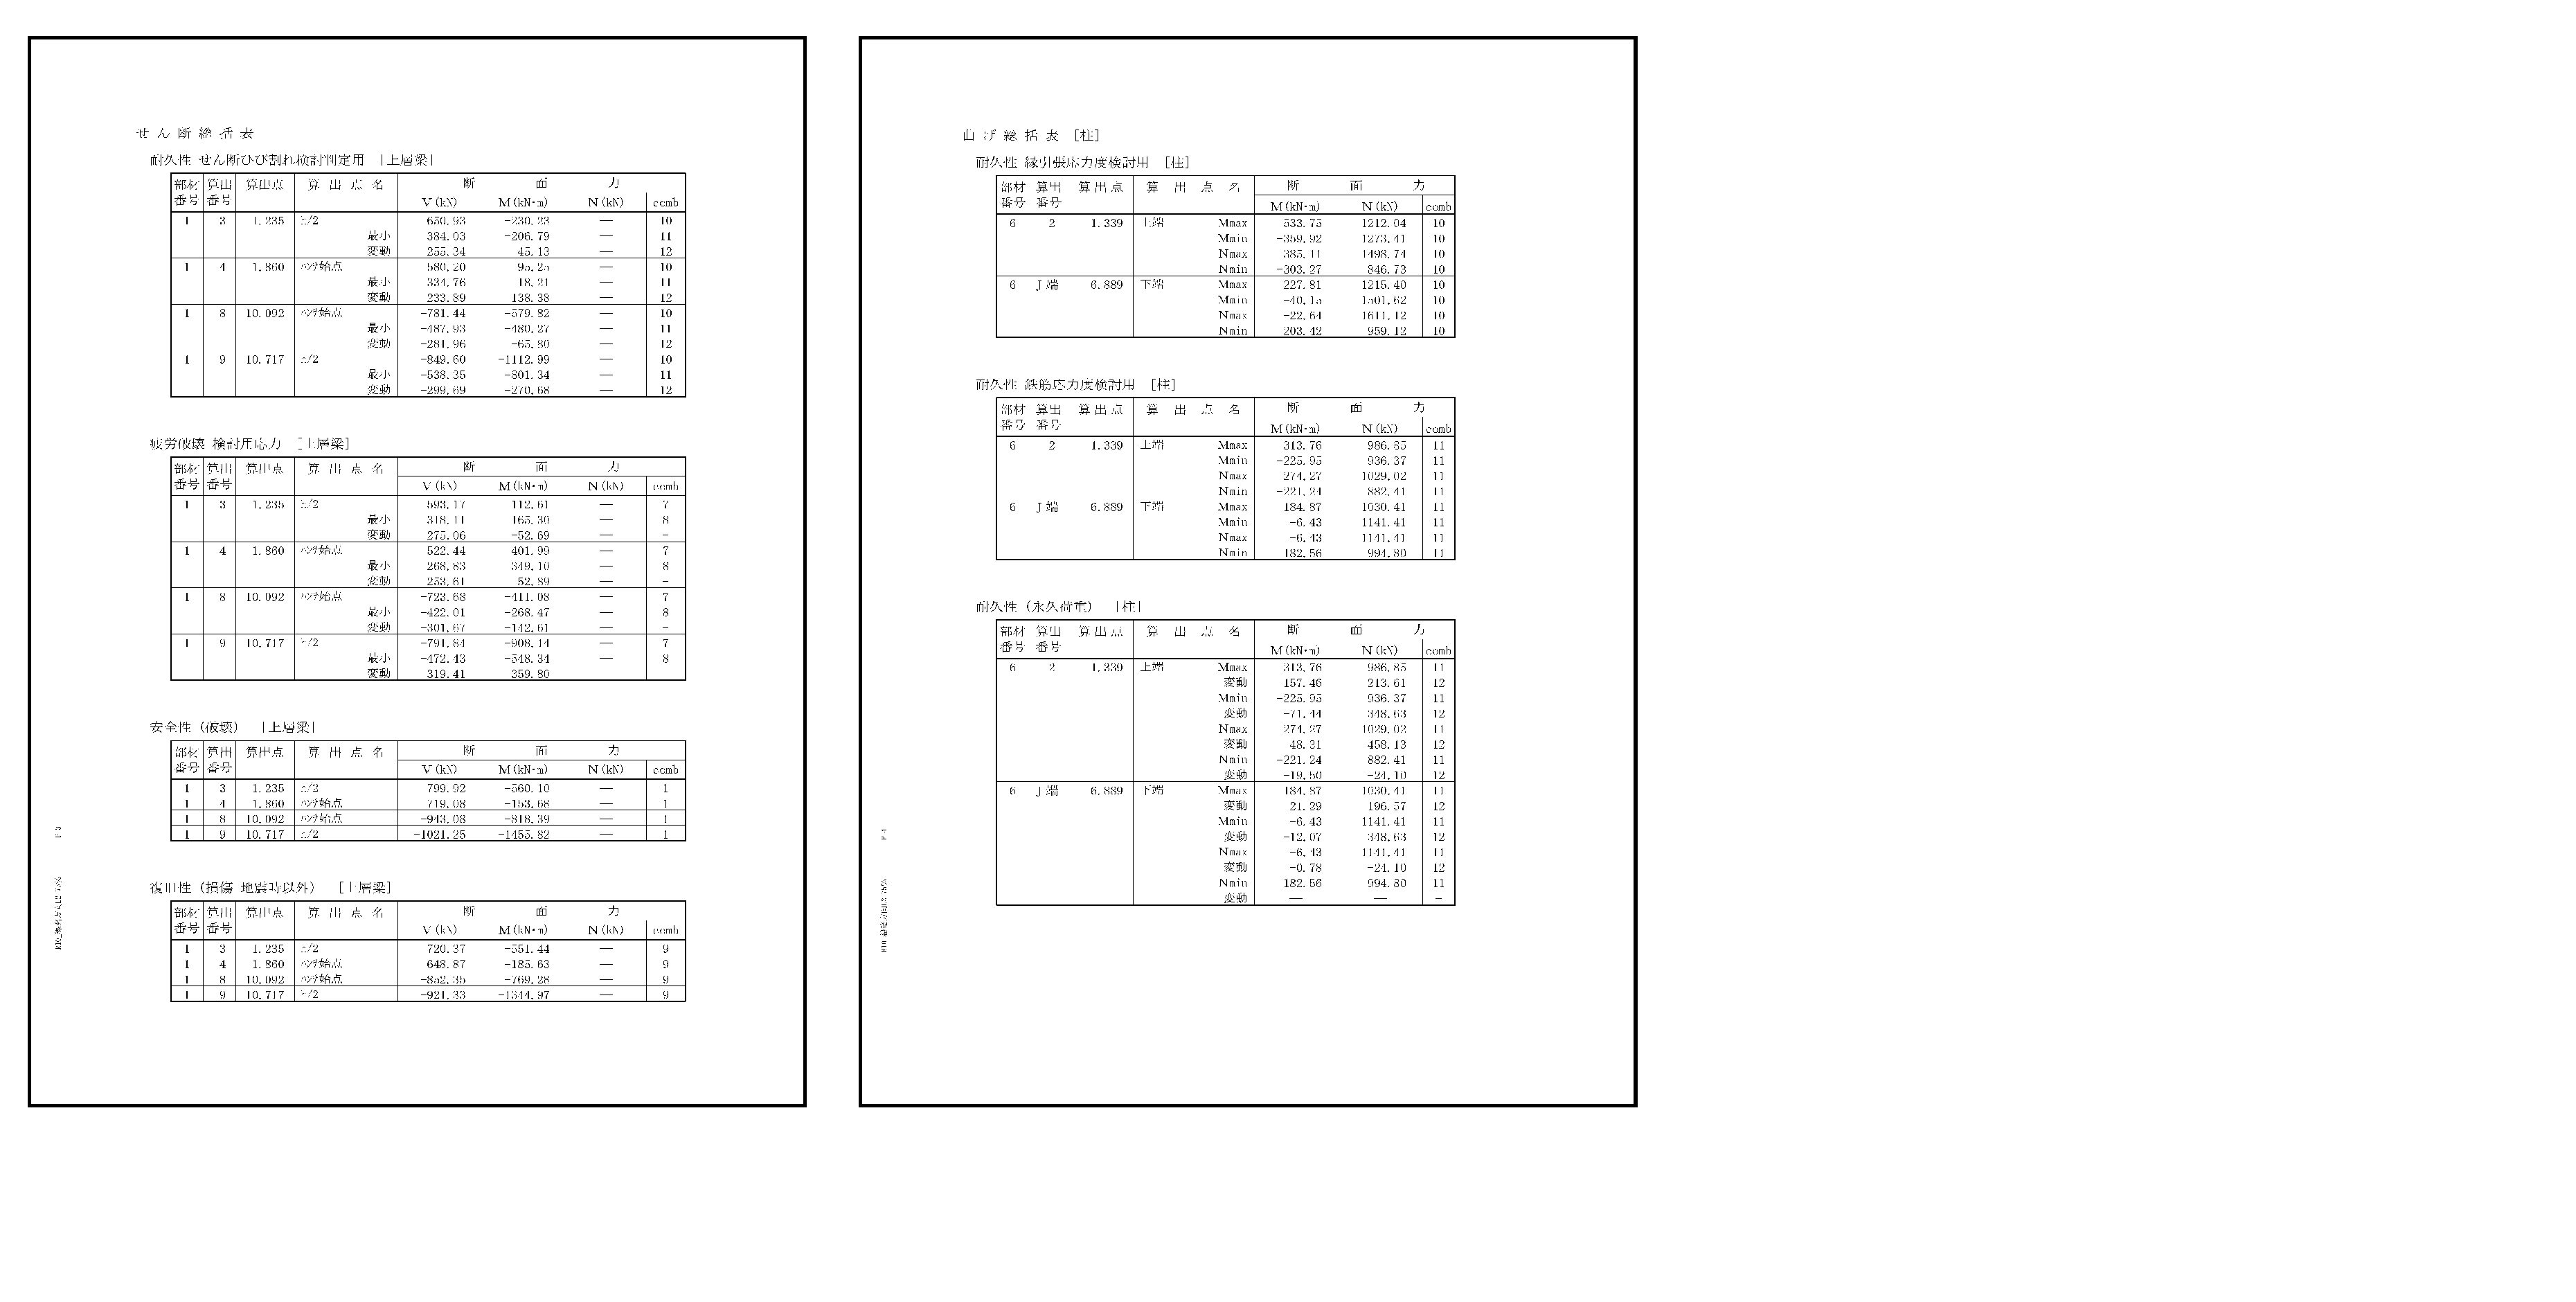 せん断総括表
耐久性 せん断ひび割れ検討判定用 [上層梁]
部材 算出 算出点 算出点名 断面力
番号 番号 V(kN) M(kN·m) N(kN) comb
1 3 1.235 h/2 650.93 -230.23 — 10
最小 384.03 -206.79 — 11
変動 255.34 45.13 — 12
1 4 1.860 ハンチ始点 580.20 95.25 — 10
最小 334.76 18.21 — 11
変動 233.89 138.38 — 12
1 8 10.092 ハンチ始点 -781.44 -579.82 — 10
最小 -487.93 -480.27 — 11
変動 -281.96 -65.80 — 12
1 9 10.717 h/2 -849.60 -1112.99 — 10
最小 -538.35 -801.34 — 11
変動 -299.69 -270.68 — 12
疲労破壊 検討用応力 [上層梁]
部材 算出 算出点 算出点名 断面力
番号 番号 V(kN) M(kN·m) N(kN) comb
1 3 1.235 h/2 593.17 112.61 — 7
最小 318.11 165.30 — 8
変動 275.06 -52.69 — -
1 4 1.860 ハンチ始点 522.44 401.99 — 7
最小 268.83 349.10 — 8
変動 253.61 52.89 — -
1 8 10.092 ハンチ始点 -723.68 -411.08 — 7
最小 -422.01 -268.47 — 8
変動 -301.67 -142.61 — -
1 9 10.717 h/2 -791.84 -908.14 — 7
最小 -472.43 -548.34 — 8
変動 319.41 359.80
安全性(破壊) [上層梁]
部材 算出 算出点 算出点名 断面力
番号 番号 V(kN) M(kN·m) N(kN) comb
1 3 1.235 h/2 799.92 -560.10 — 1
1 4 1.860 ハンチ始点 719.08 -153.68 — 1
1 8 10.092 ハンチ始点 -943.08 -818.39 — 1
1 9 10.717 h/2 -1021.25 -1455.82 — 1
復旧性(損傷 地震時以外) [上層梁]
部材 算出 算出点 算出点名 断面力
番号 番号 V(kN) M(kN·m) N(kN) comb
1 3 1.235 h/2 720.37 -551.44 — 9
1 4 1.860 ハンチ始点 648.87 -185.63 — 9
1 8 10.092 ハンチ始点 -852.35 -769.28 — 9
1 9 10.717 h/2 -921.33 -1344.97 — 9
曲げ総括表 [柱]
耐久性 縁引張応力度検討用 [柱]
部材 算出 算出点 算出点名 断面力
番号 番号 M(kN·m) N(kN) comb
6 2 1.339 上端 Mmax 533.75 1212.04 10
Mmin -359.92 1273.41 10
Nmax 385.11 1498.74 10
Nmin -303.27 846.73 10
6 J端 6.889 下端 Mmax 227.81 1215.40 10
Mmin -40.15 1501.62 10
Nmax -22.64 1611.12 10
Nmin 203.42 959.12 10
耐久性 鉄筋応力度検討用 [柱]
部材 算出 算出点 算出点名 断面力
番号 番号 M(kN·m) N(kN) comb
6 2 1.339 上端 Mmax 313.76 986.85 11
Mmin -225.95 936.37 11
Nmax 274.27 1029.02 11
Nmin -221.24 882.41 11
6 J端 6.889 下端 Mmax 184.87 1030.41 11
Mmin -6.43 1141.41 11
Nmax -6.43 1141.41 11
Nmin 182.56 994.80 11
耐久性(永久荷重) [柱]
部材 算出 算出点 算出点名 断面力
番号 番号 M(kN·m) N(kN) comb
6 2 1.339 上端 Mmax 313.76 986.85 11
変動 157.46 213.61 12
Mmin -225.95 936.37 11
変動 -71.44 348.63 12
Nmax 274.27 1029.02 11
変動 48.31 458.13 12
Nmin -221.24 882.41 11
変動 -19.50 -24.10 12
6 J端 6.889 下端 Mmax 184.87 1030.41 11
変動 21.29 196.57 12
Mmin -6.43 1141.41 11
変動 -12.07 348.63 12
Nmax -6.43 1141.41 11
変動 -0.78 -24.10 12
Nmin 182.56 994.80 11
変動 — — -